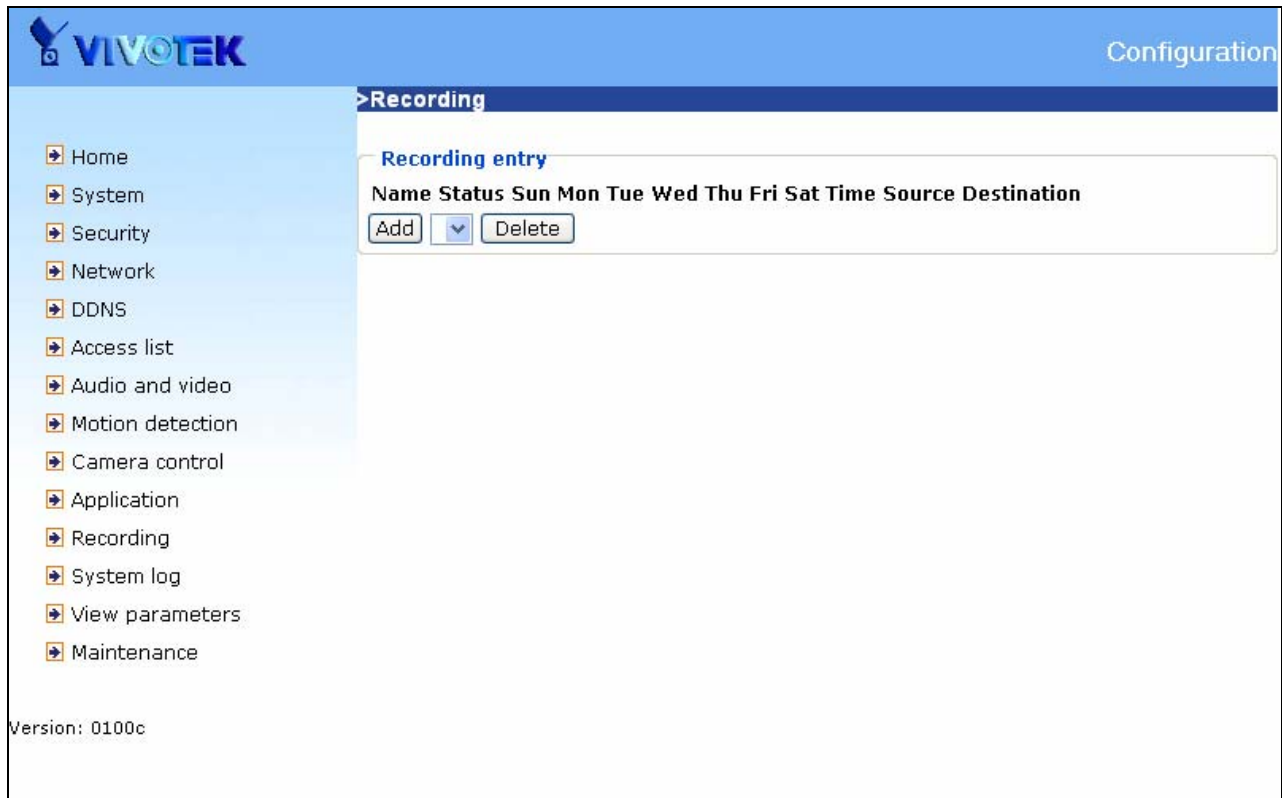 VIVOTEK
Configuration
>Recording
Home
System
Security
Network
DDNS
Access list
Audio and video
Motion detection
Camera control
Application
Recording
System log
View parameters
Maintenance
Version: 0100c
Recording entry
Name Status Sun Mon Tue Wed Thu Fri Sat Time Source Destination
Add Delete